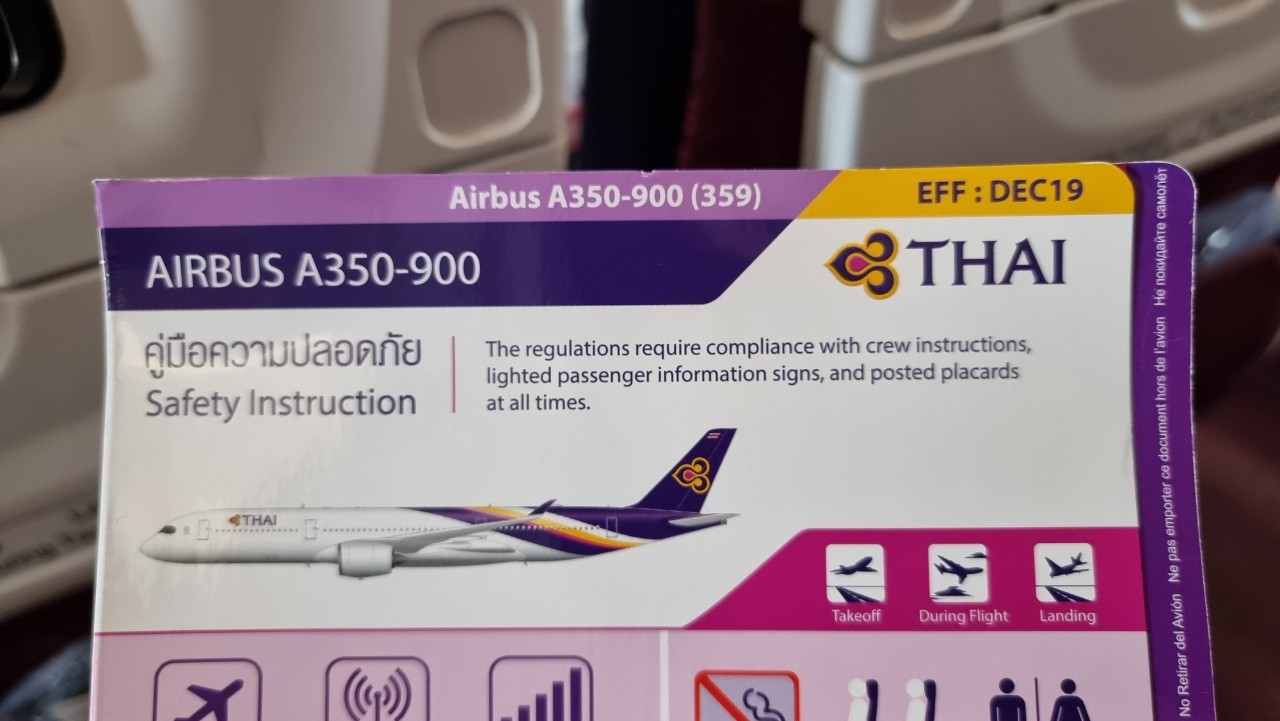 Airbus A350-900 (359)
EFF : DEC19
AIRBUS A350-900
THAI
คู่มือความปลอดภัย
Safety Instruction
The regulations require compliance with crew instructions,
lighted passenger information signs, and posted placards
at all times.
THAI
Takeoff
During Flight
Landing
No Retirar del Avión Ne pas emporter ce document hors de l'avion Не покидайте самолёт